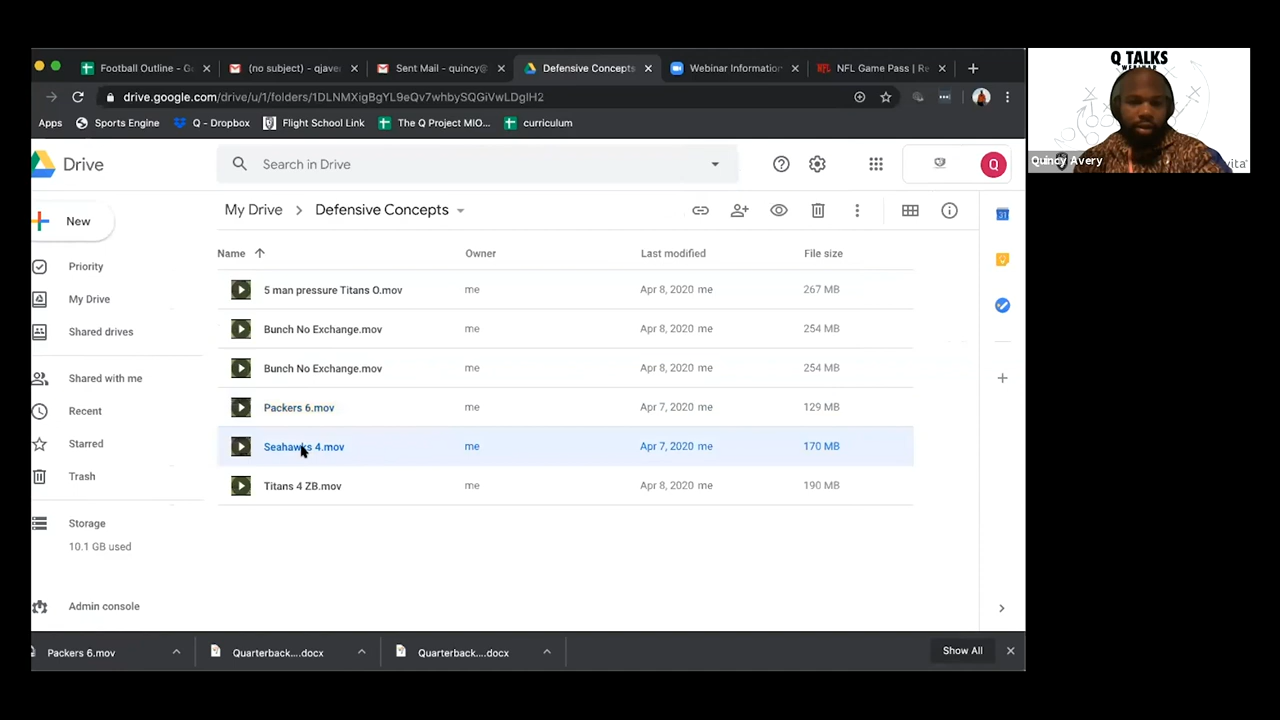 Football Outline - G
(no subject) - qjaver
Defensive Concepts
Webinar Information
NFL Game Pass | Re
drive.google.com/drive/u/1/folders/1DLNMXigBgYL9eQv7whbySQGiVwLDgIH2
Apps Sports Engine Q - Dropbox Flight School Link The Q Project MIO... curriculum
Drive
Search in Drive
Q
New
My Drive > Defensive Concepts
Name Owner Last modified File size
Priority
My Drive
Shared drives
Shared with me
Recent
Starred
Trash
Storage
10.1 GB used
Admin console
5 man pressure Titans O.mov me Apr 8, 2020 me 267 MB
Bunch No Exchange.mov me Apr 8, 2020 me 254 MB
Bunch No Exchange.mov me Apr 8, 2020 me 254 MB
Packers 6.mov me Apr 7, 2020 me 129 MB
Seahawks 4.mov me Apr 7, 2020 me 170 MB
Titans 4 ZB.mov me Apr 8, 2020 me 190 MB
Packers 6.mov Quarterback....docx Quarterback....docx Show All
Q TALKS
WEBINAR
Quincy Avery
vita